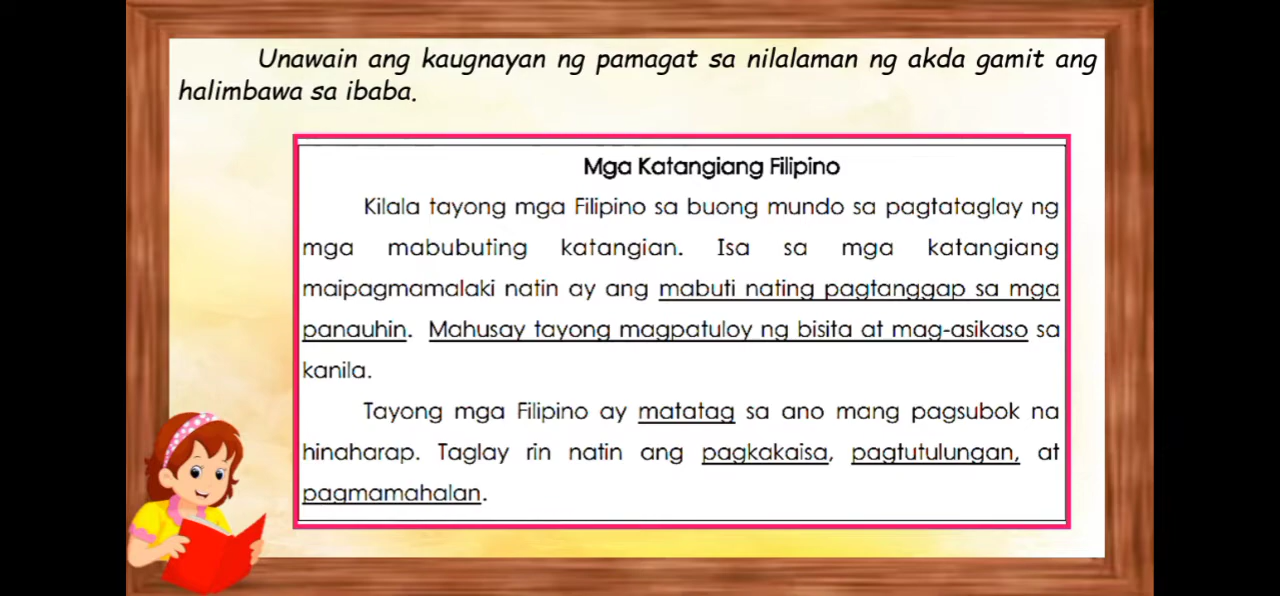 Unawain ang kaugnayan ng pamagat sa nilalaman ng akda gamit ang
halimbawa sa ibaba.
Mga Katangiang Filipino
Kilala tayong mga Filipino sa buong mundo sa pagtataglay ng
mga mabubuting katangian. Isa sa mga katangiang
maipagmamalaki natin ay ang mabuti nating pagtanggap sa mga
panauhin. Mahusay tayong magpatuloy ng bisita at mag-asikaso sa
kanila.
Tayong mga Filipino ay matatag sa ano mang pagsubok na
hinaharap. Taglay rin natin ang pagkakaisa, pagtutulungan, at
pagmamahalan.